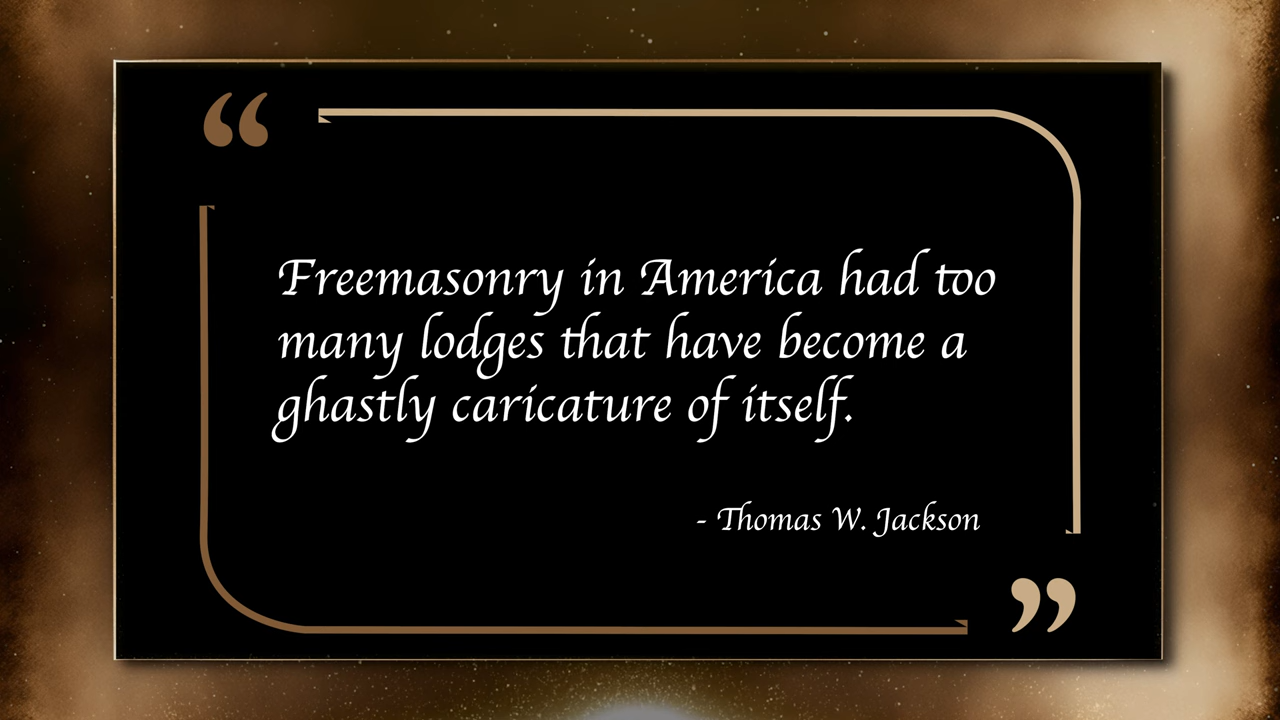 “
Freemasonry in America had too
many lodges that have become a
ghastly caricature of itself.
- Thomas W. Jackson
”